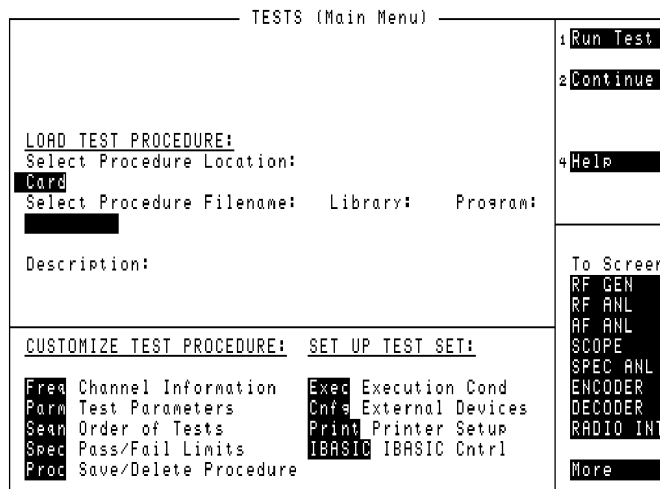 TESTS (Main Menu)
1 Run Test
2 Continue
LOAD TEST PROCEDURE:
Select Procedure Location:
4 Help
Card
Select Procedure Filename: Library: Program:
Description:
To Screen
RF GEN
RF ANL
AF ANL
SCOPE
SPEC ANL
ENCODER
DECODER
RADIO INT
More
CUSTOMIZE TEST PROCEDURE: SET UP TEST SET:
Freq Channel Information Exec Execution Cond
Parm Test Parameters Cnfg External Devices
Seqn Order of Tests Print Printer Setup
Spec Pass/Fail Limits IBASIC IBASIC Cntrl
Proc Save/Delete Procedure